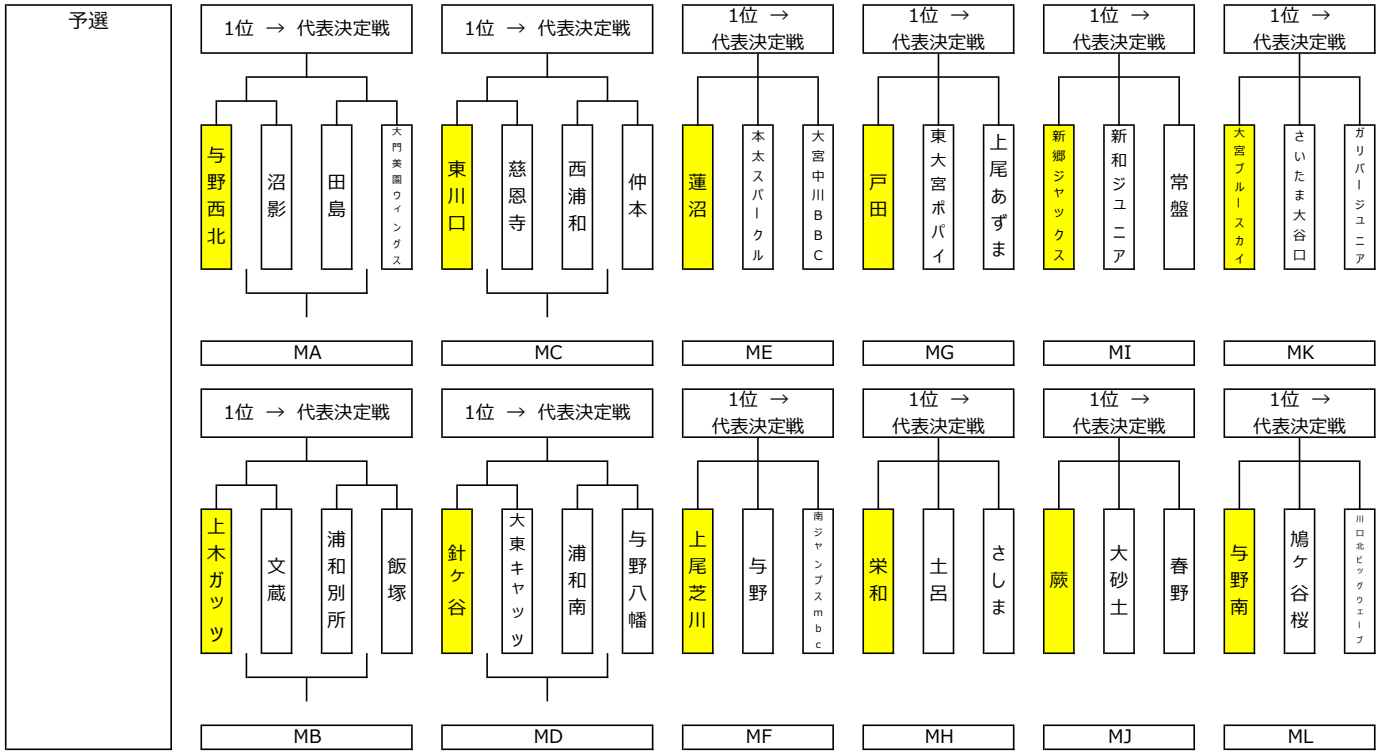 予選
1位 → 代表決定戦
1位 → 代表決定戦
1位 →
代表決定戦
1位 →
代表決定戦
1位 →
代表決定戦
1位 →
代表決定戦
与野西北
沼影
田島
大門美園ウィングス
東川口
慈恩寺
西浦和
仲本
蓮沼
本太スパークル
大宮中川BBC
戸田
東大宮ポパイ
上尾あずま
新郷ジャックス
新和ジュニア
常盤
大宮ブルースカイ
さいたま大谷口
ガリバージュニア
MA
MC
ME
MG
MI
MK
1位 → 代表決定戦
1位 → 代表決定戦
1位 →
代表決定戦
1位 →
代表決定戦
1位 →
代表決定戦
1位 →
代表決定戦
上木ガッツ
文蔵
浦和別所
飯塚
針ヶ谷
大東キャッツ
浦和南
与野八幡
上尾芝川
与野
南ジャンプスmbc
栄和
土呂
さしま
蕨
大砂土
春野
与野南
鳩ヶ谷桜
川口北ビッグウェーブ
MB
MD
MF
MH
MJ
ML